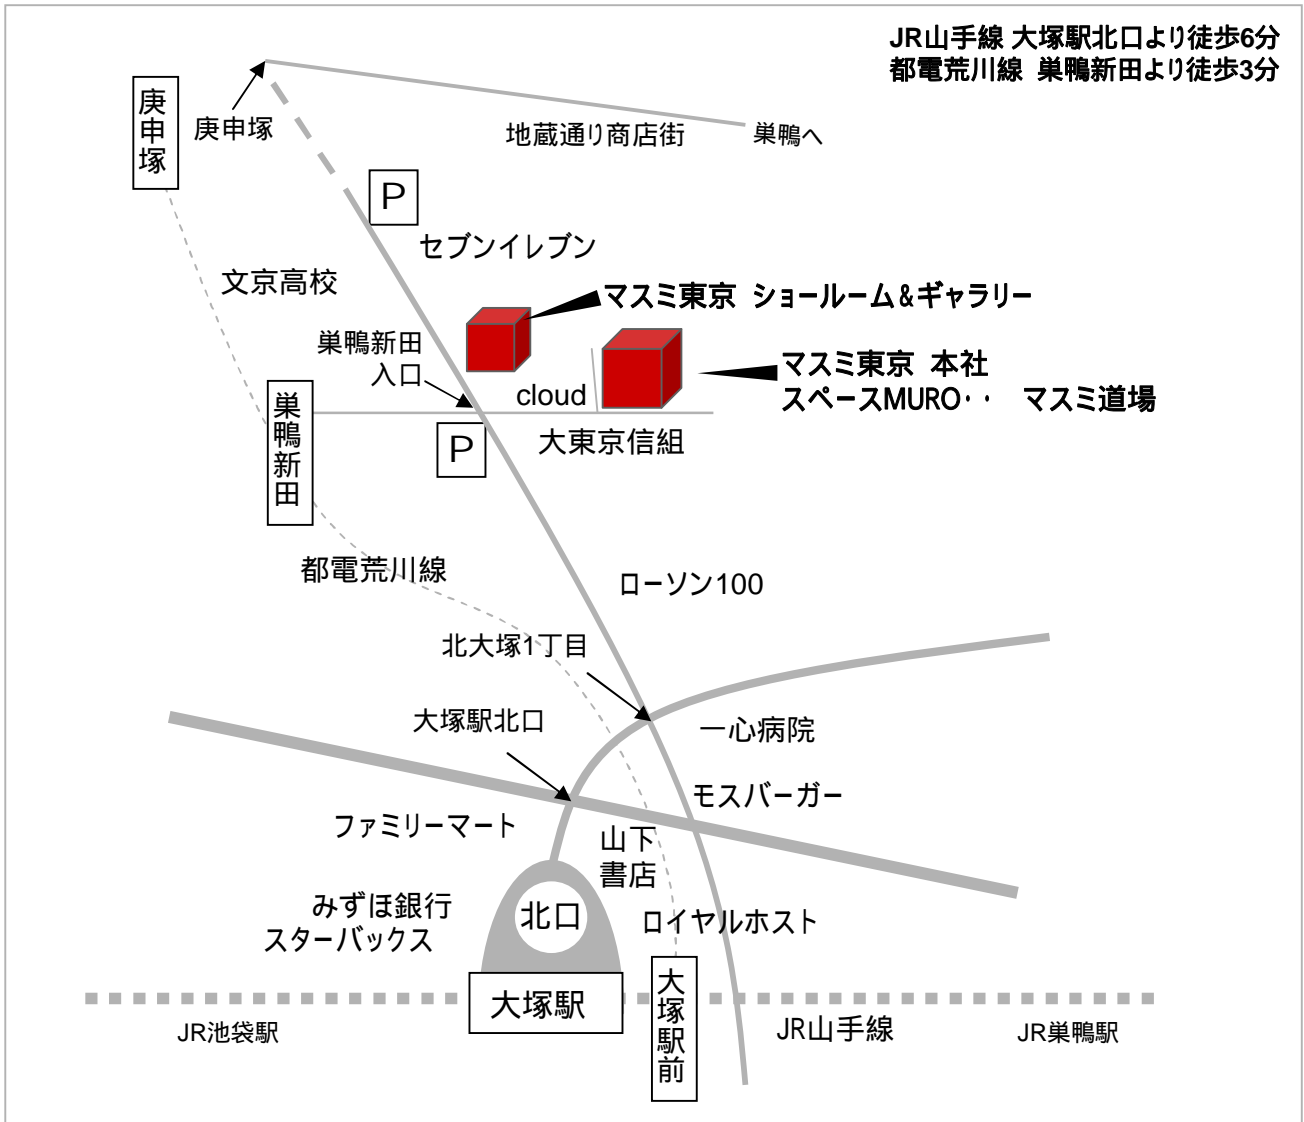 JR山手線 大塚駅北口より徒歩6分
都電荒川線 巣鴨新田より徒歩3分
庚申塚
庚申塚
地蔵通り商店街
巣鴨へ
P
セブンイレブン
文京高校
マスミ東京 ショールーム&ギャラリー
巣鴨新田
入口
マスミ東京 本社
スペースMURO‥ マスミ道場
cloud
巣鴨新田
P
大東京信組
都電荒川線
ローソン100
北大塚1丁目
大塚駅北口
一心病院
モスバーガー
ファミリーマート
山下
書店
みずほ銀行
スターバックス
北口
ロイヤルホスト
大塚駅
大塚駅前
JR池袋駅
JR山手線
JR巣鴨駅